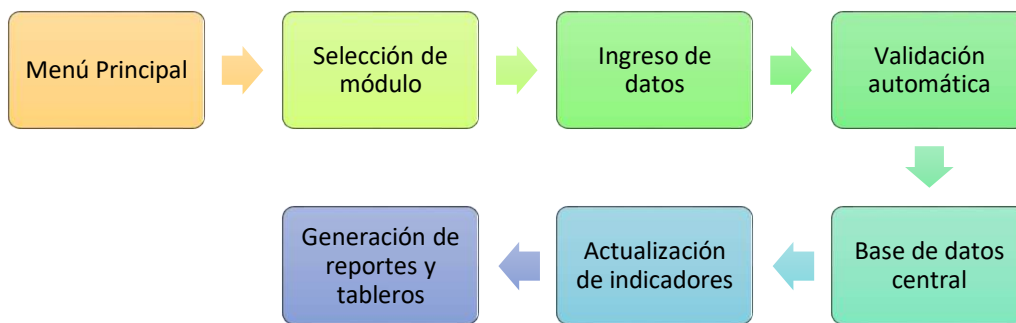 Menú Principal
Selección de
módulo
Ingreso de
datos
Validación
automática
Base de datos
central
Actualización
de indicadores
Generación de
reportes y
tableros